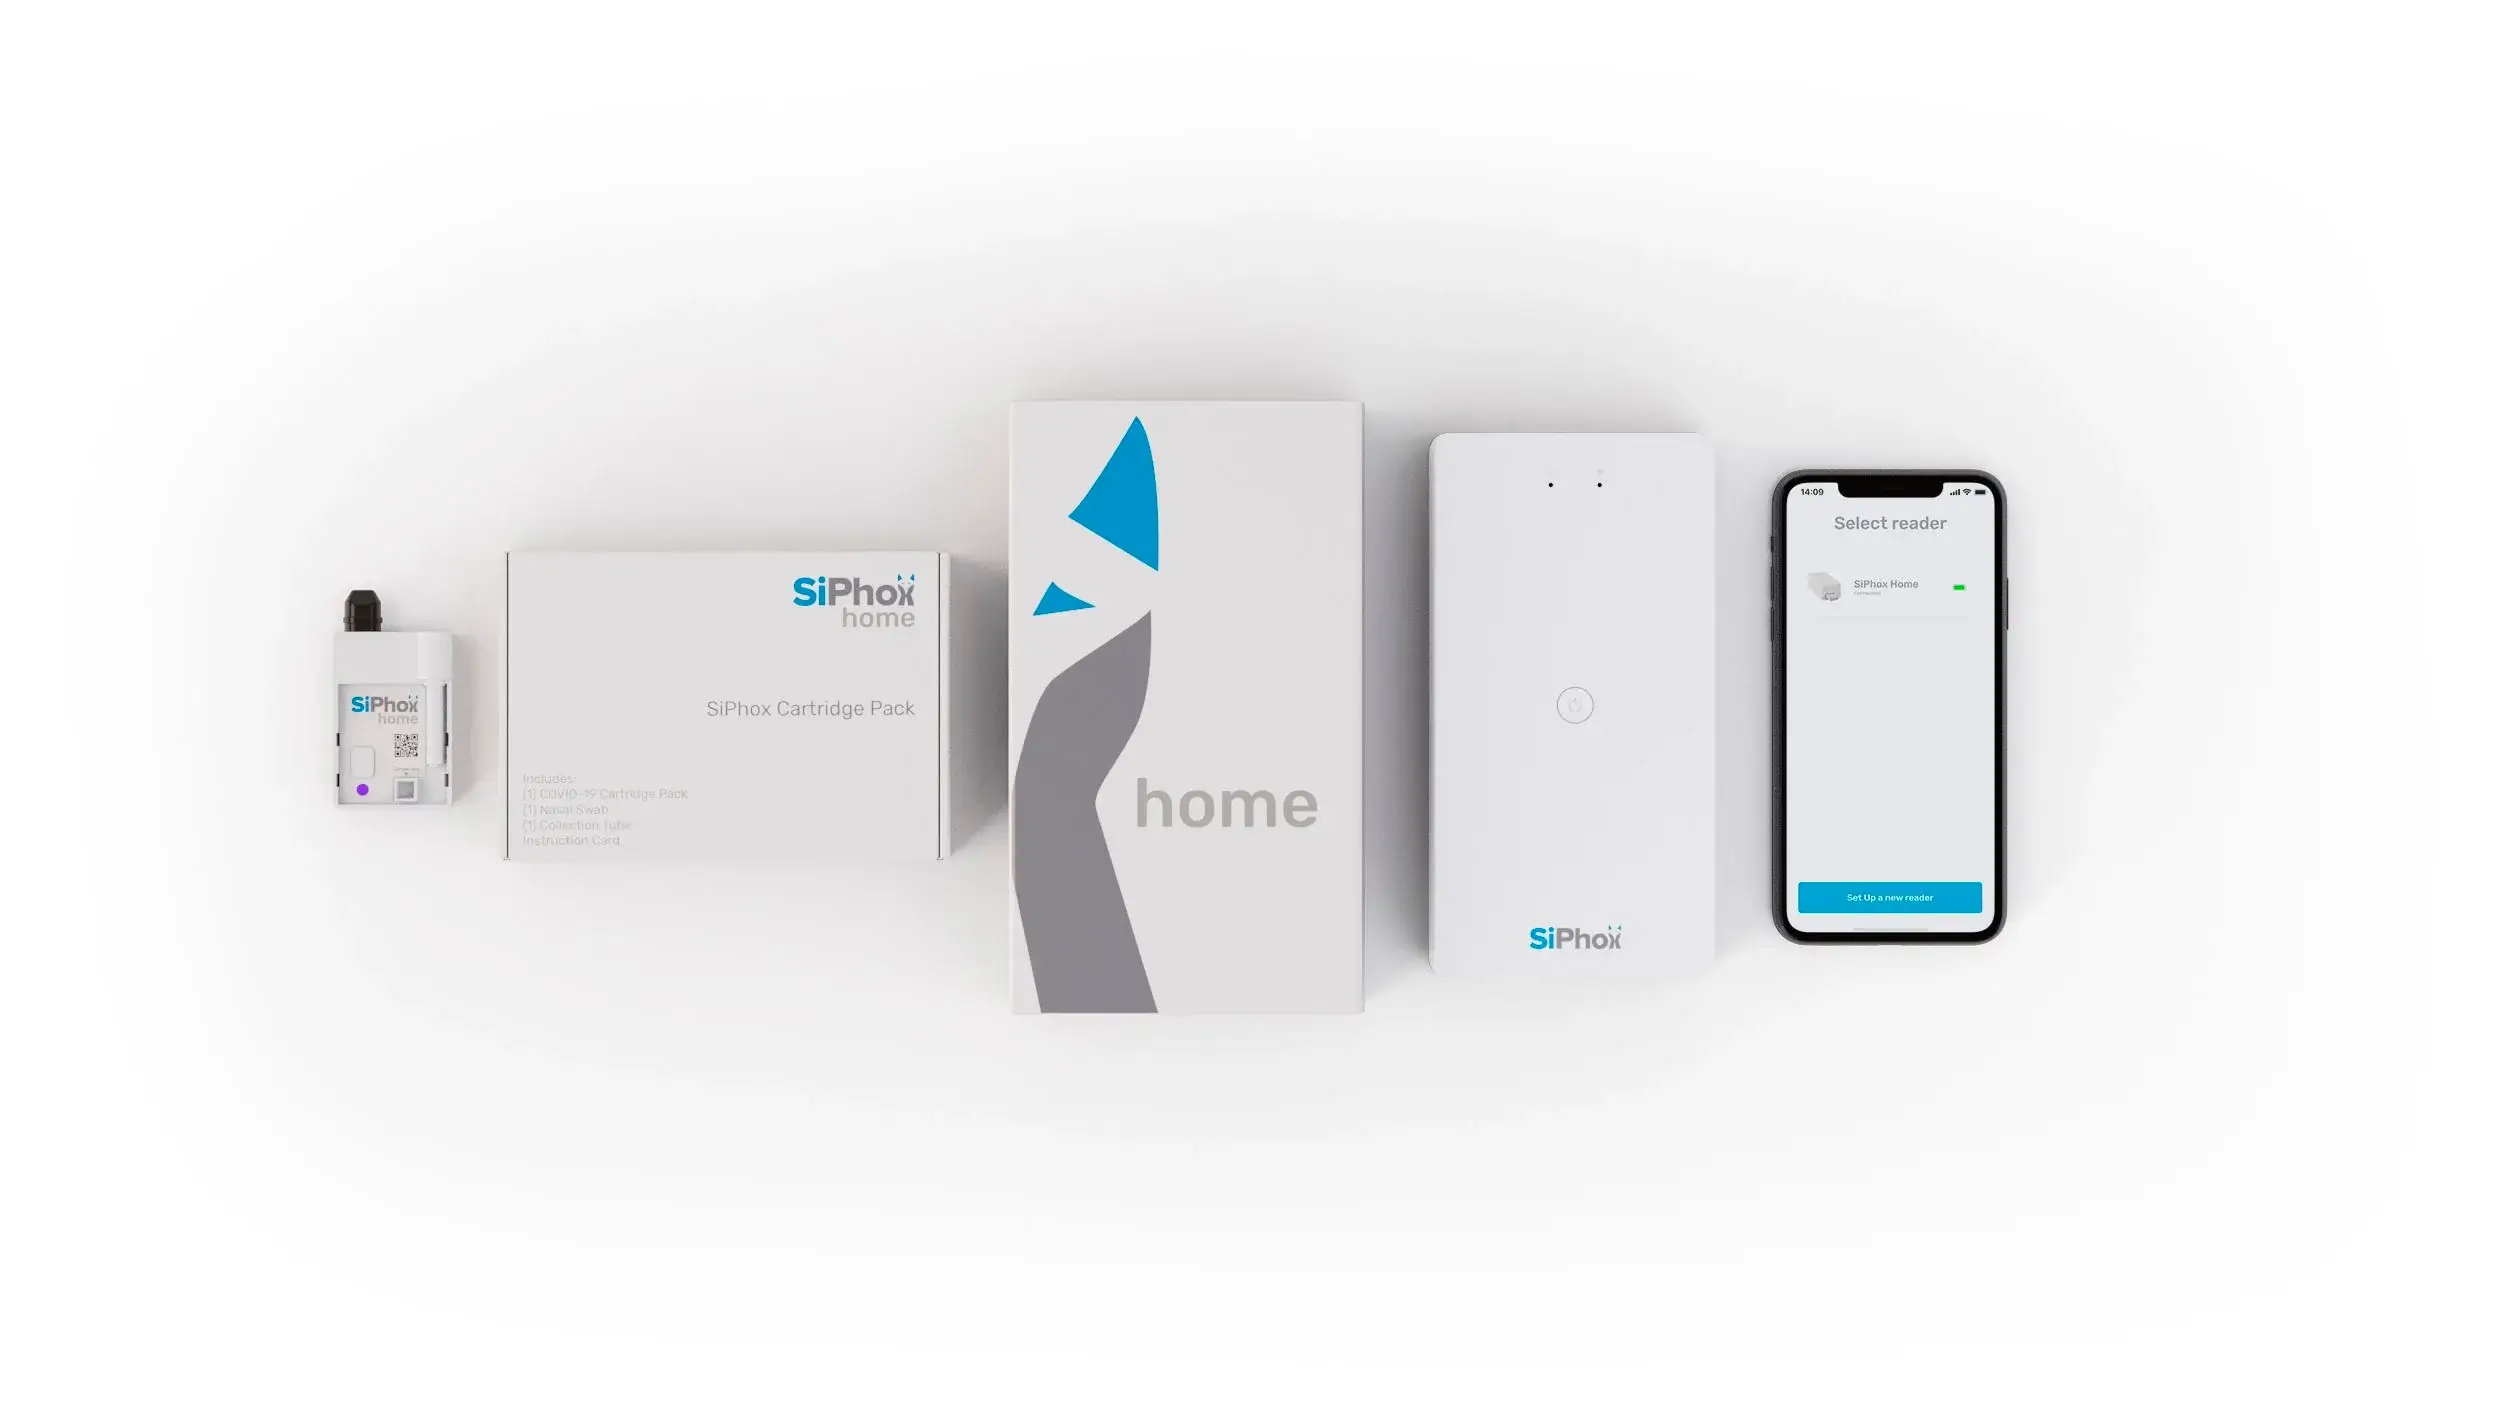 SiPhox
home
SiPhox
home
SiPhox Cartridge Pack
Includes:
(1) COVID-19 Cartridge Pack
(1) Nasal Swab
(1) Collection Tube
Instruction Card
home
SiPhox
14:09
Select reader
SiPhox Home
Connected
Set Up a new reader